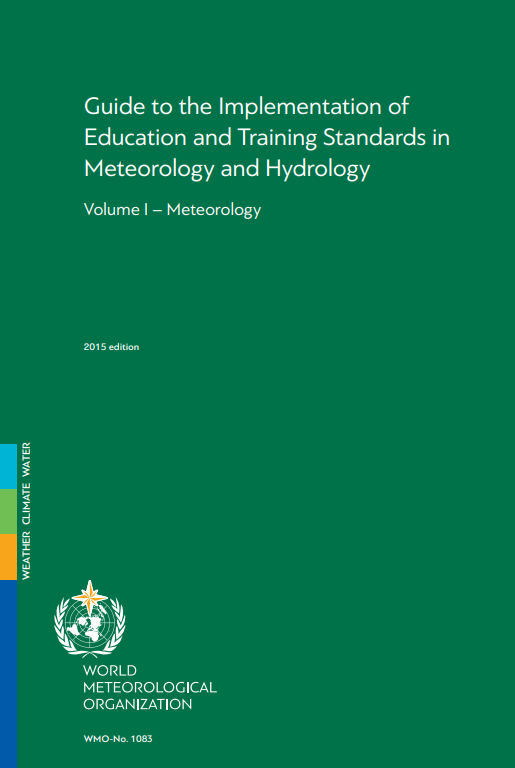 Guide to the Implementation of
Education and Training Standards in
Meteorology and Hydrology
Volume I – Meteorology
2015 edition
WEATHER CLIMATE WATER
WORLD
METEOROLOGICAL
ORGANIZATION
WMO-No. 1083